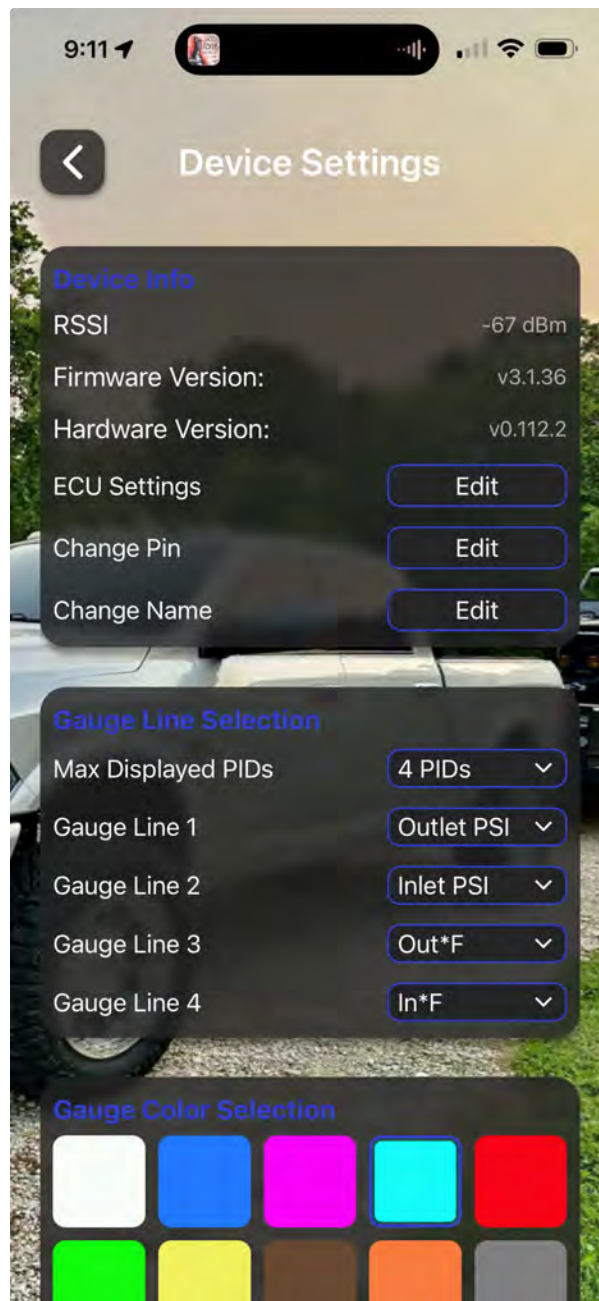 9:11
Device Settings
Device Info
RSSI -67 dBm
Firmware Version: v3.1.36
Hardware Version: v0.112.2
ECU Settings Edit
Change Pin Edit
Change Name Edit
Gauge Line Selection
Max Displayed PIDs 4 PIDs
Gauge Line 1 Outlet PSI
Gauge Line 2 Inlet PSI
Gauge Line 3 Out*F
Gauge Line 4 In*F
Gauge Color Selection